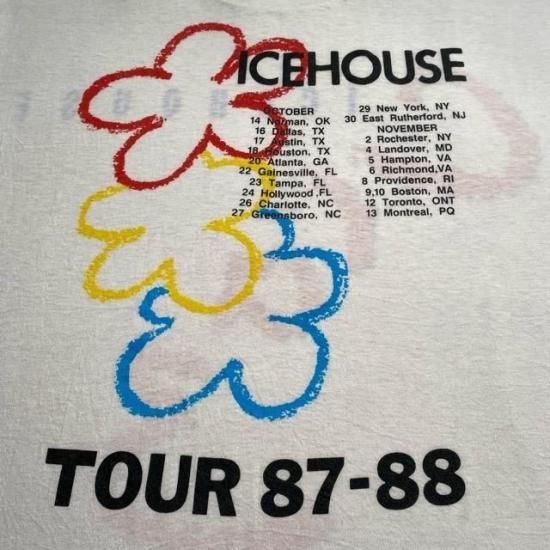 ICEHOUSE
OCTOBER
14 Norman, OK
16 Dallas, TX
17 Austin, TX
18 Houston, TX
20 Atlanta, GA
22 Gainesville, FL
23 Tampa, FL
24 Hollywood, FL
26 Charlotte, NC
27 Greensboro, NC
29 New York, NY
30 East Rutherford, NJ
NOVEMBER
2 Rochester, NY
4 Landover, MD
5 Hampton, VA
6 Richmond,VA
8 Providence, RI
9,10 Boston, MA
12 Toronto, ONT
13 Montreal, PQ
TOUR 87-88